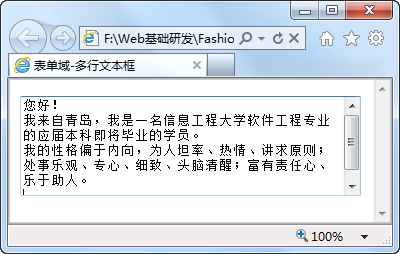 F:\Web基础研发\Fashio
表单域-多行文本框
您好!
我来自青岛，我是一名信息工程大学软件工程专业
的应届本科即将毕业的学员。
我的性格偏于内向，为人坦率、热情、讲求原则；
处事乐观、专心、细致、头脑清醒；富有责任心、
乐于助人。
100%